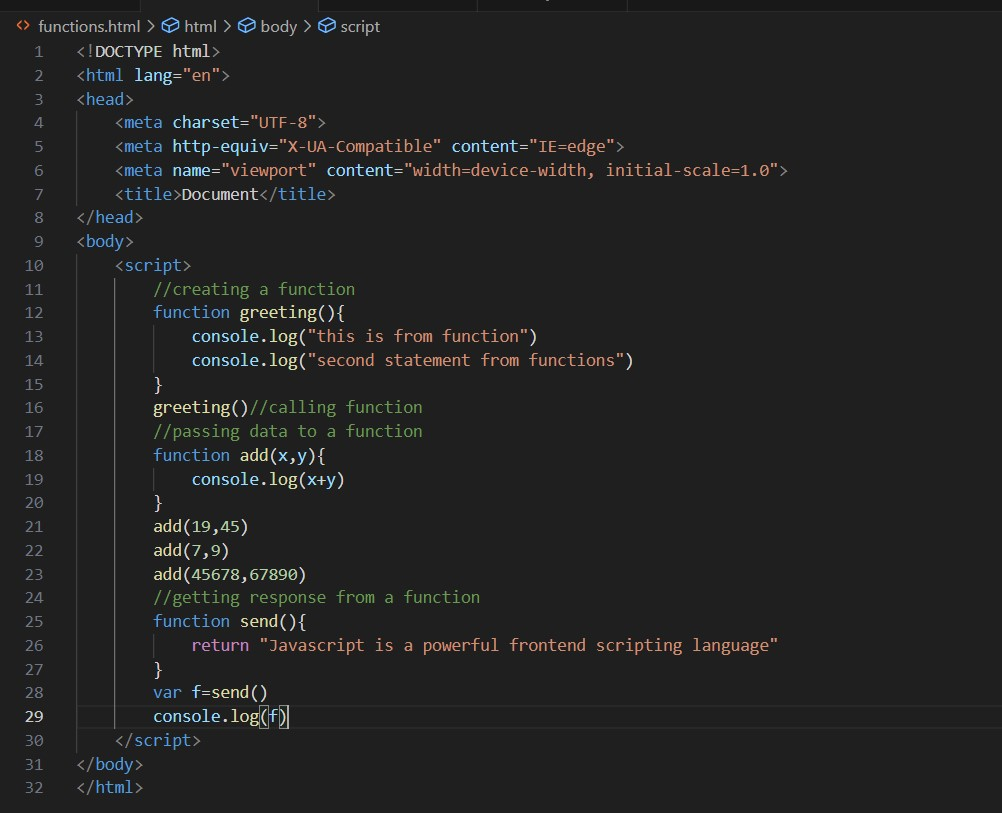 functions.html > html > body > script
1 <!DOCTYPE html>
2 <html lang="en">
3 <head>
4     <meta charset="UTF-8">
5     <meta http-equiv="X-UA-Compatible" content="IE=edge">
6     <meta name="viewport" content="width=device-width, initial-scale=1.0">
7     <title>Document</title>
8 </head>
9 <body>
10     <script>
11         //creating a function
12         function greeting(){
13             console.log("this is from function")
14             console.log("second statement from functions")
15         }
16         greeting()//calling function
17         //passing data to a function
18         function add(x,y){
19             console.log(x+y)
20         }
21         add(19,45)
22         add(7,9)
23         add(45678,67890)
24         //getting response from a function
25         function send(){
26             return "Javascript is a powerful frontend scripting language"
27         }
28         var f=send()
29         console.log(f)
30     </script>
31 </body>
32 </html>